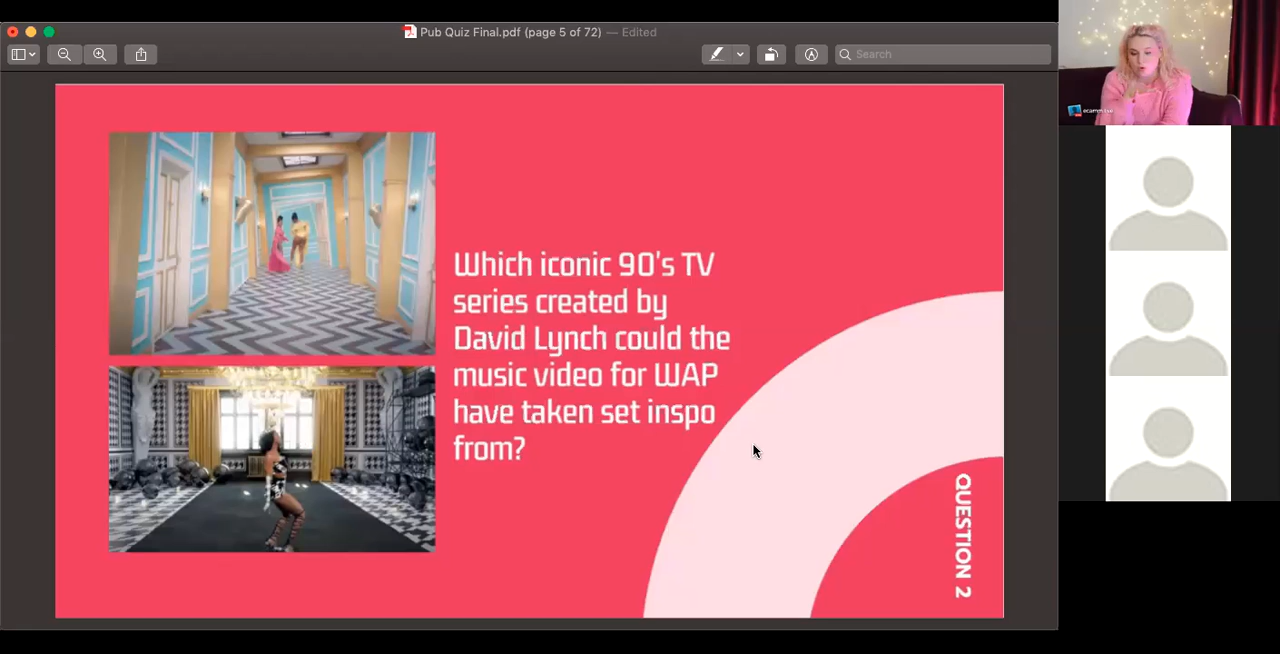 Pub Quiz Final.pdf (page 5 of 72) — Edited
Search
Which iconic 90's TV
series created by
David Lynch could the
music video for WAP
have taken set inspo
from?
QUESTION 2